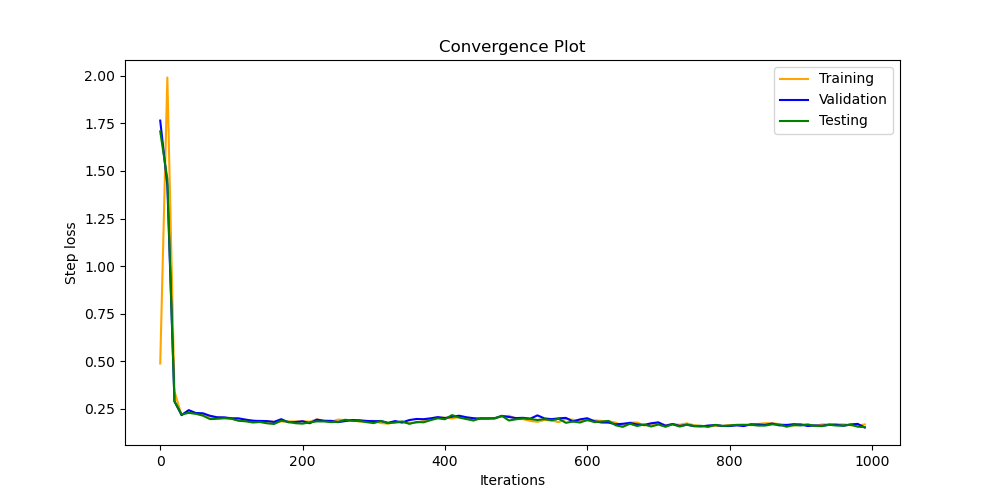 Convergence Plot
2.00
1.75
1.50
1.25
1.00
0.75
0.50
0.25
Step loss
0
200
400
600
800
1000
Iterations
Training
Validation
Testing